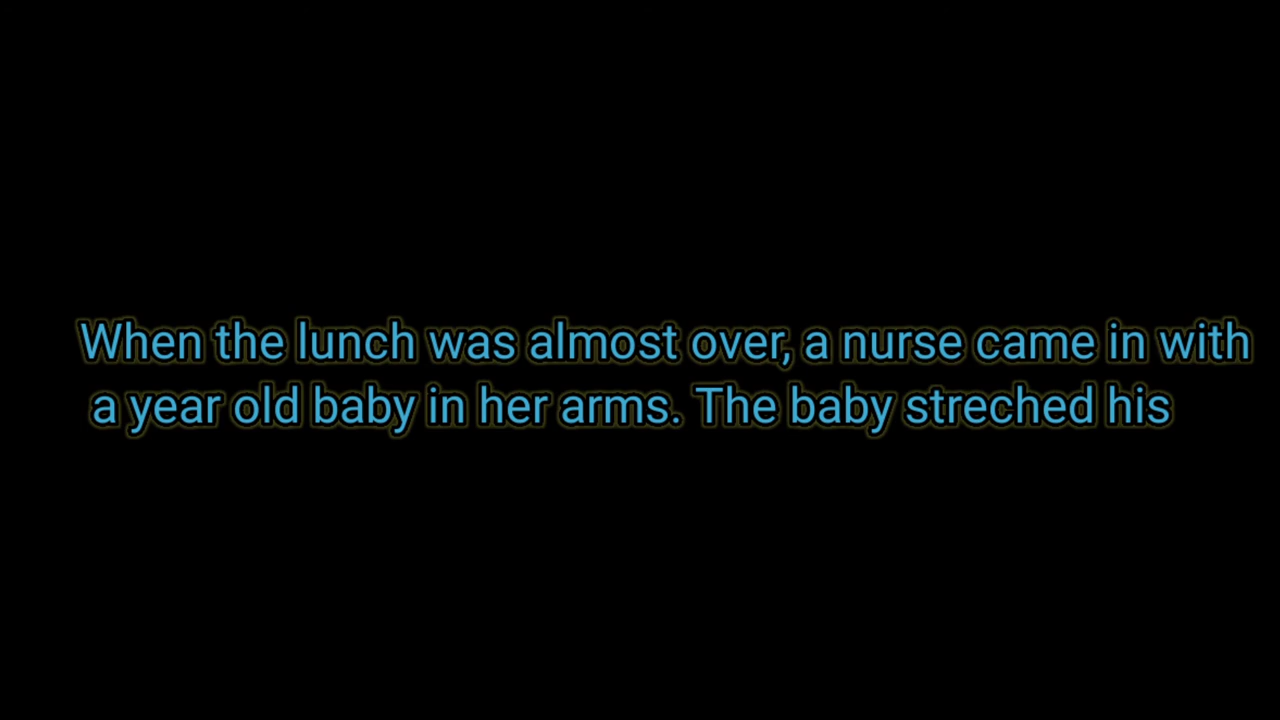 When the lunch was almost over, a nurse came in with
a year old baby in her arms. The baby streched his